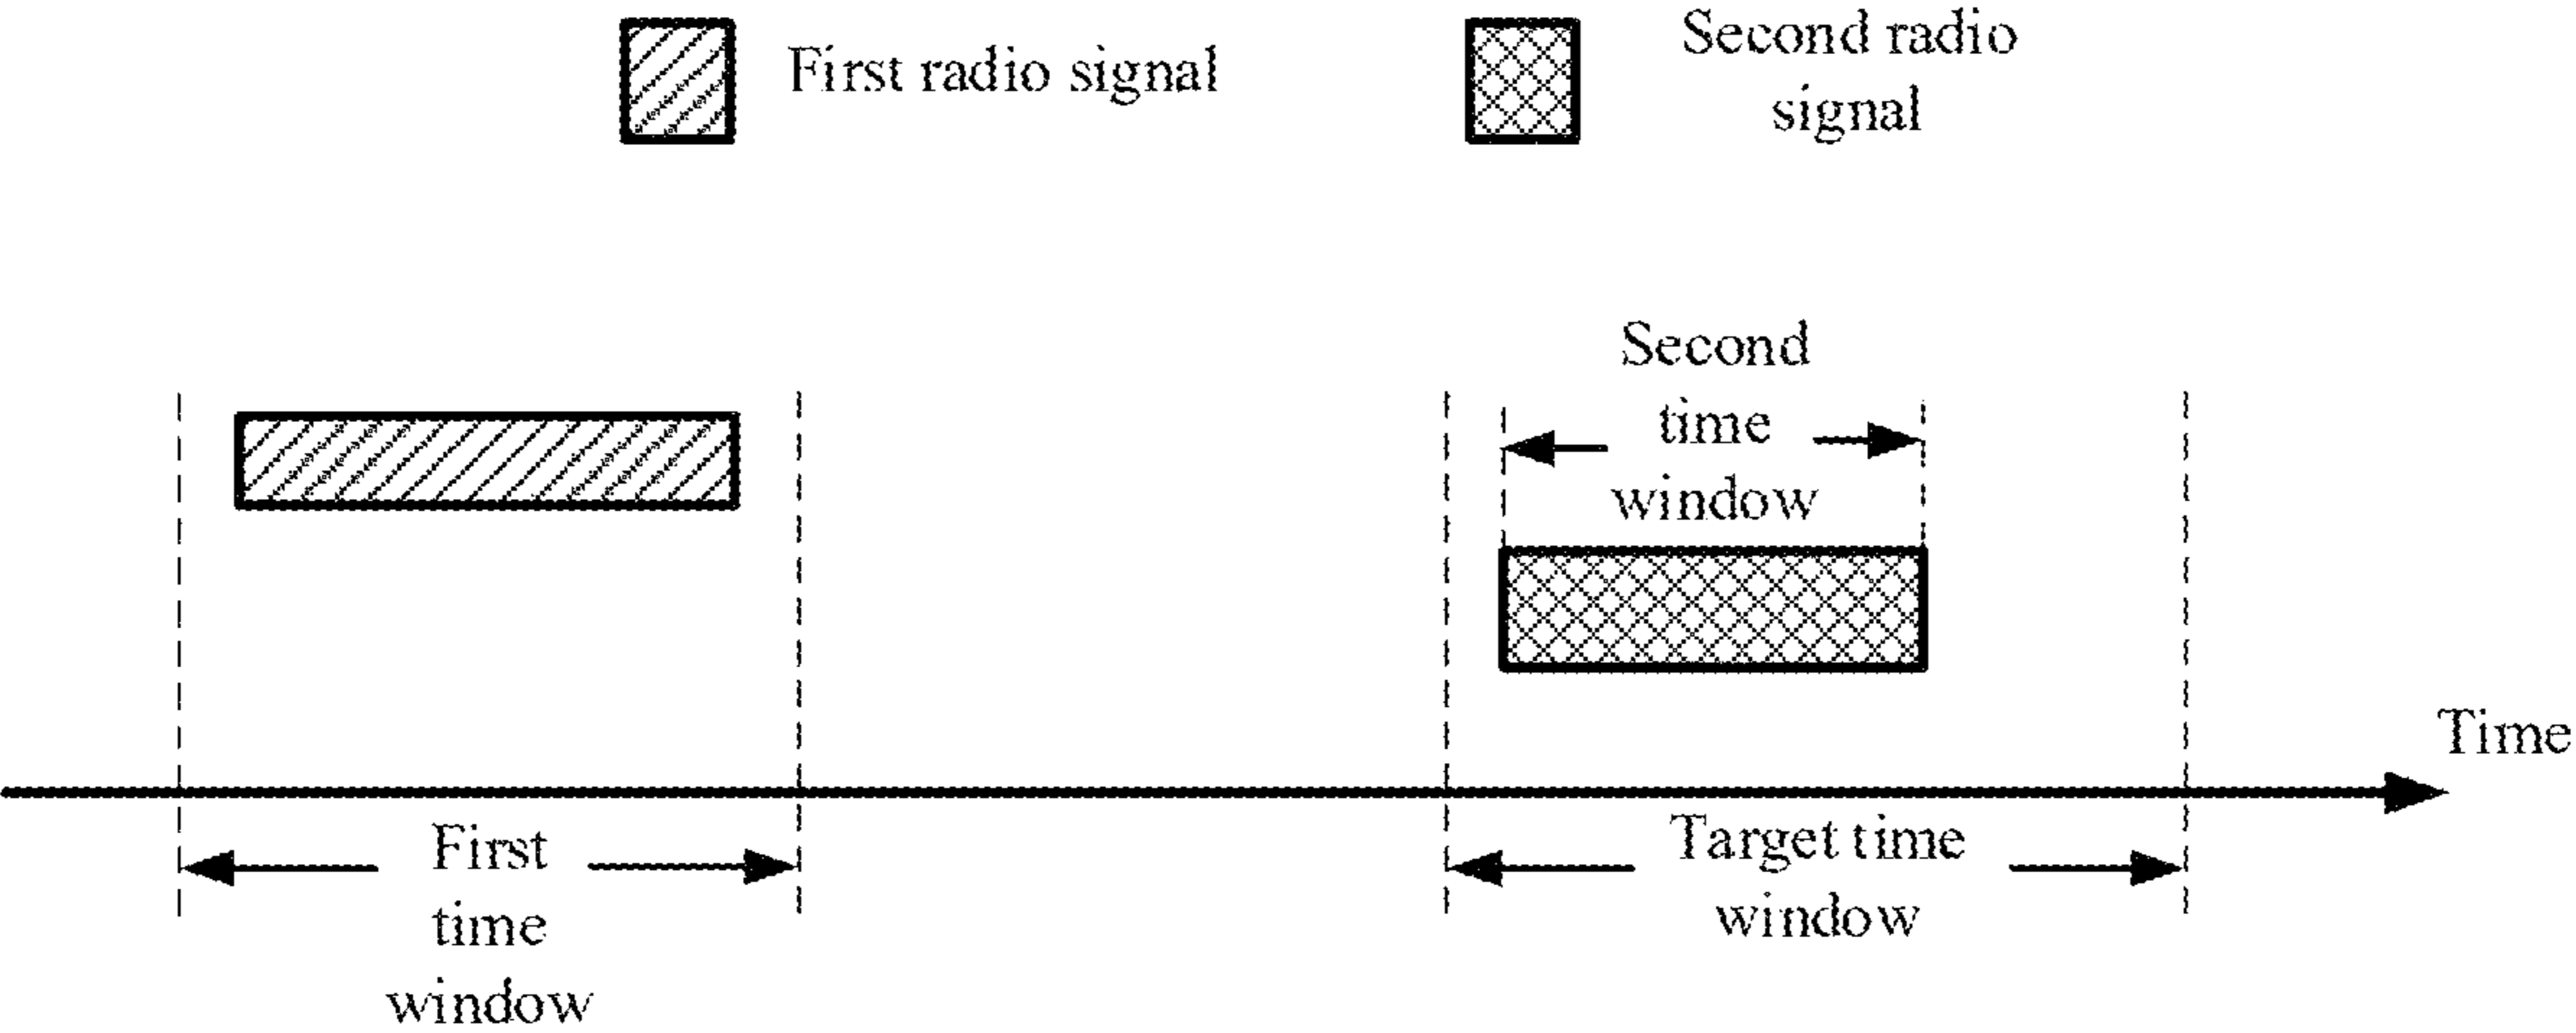 First radio signal
Second radio
signal
Second
time
window
Time
First
time
window
Target time
window